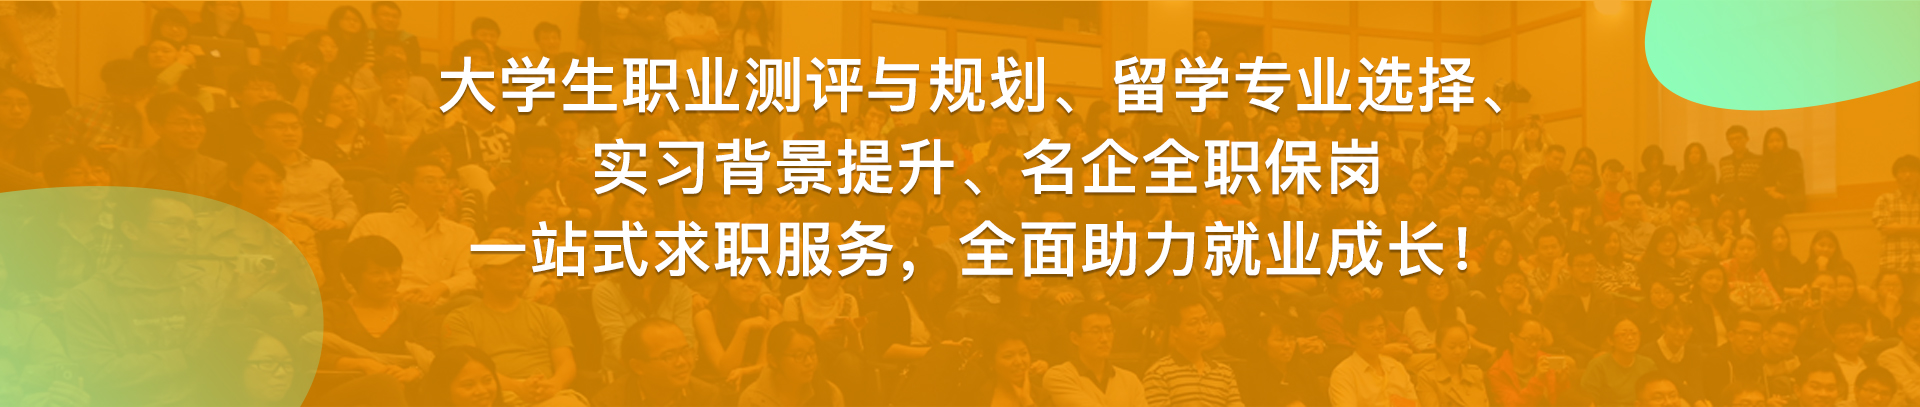 大学生职业测评与规划、留学专业选择、
实习背景提升、名企全职保岗
一站式求职服务，全面助力就业成长！